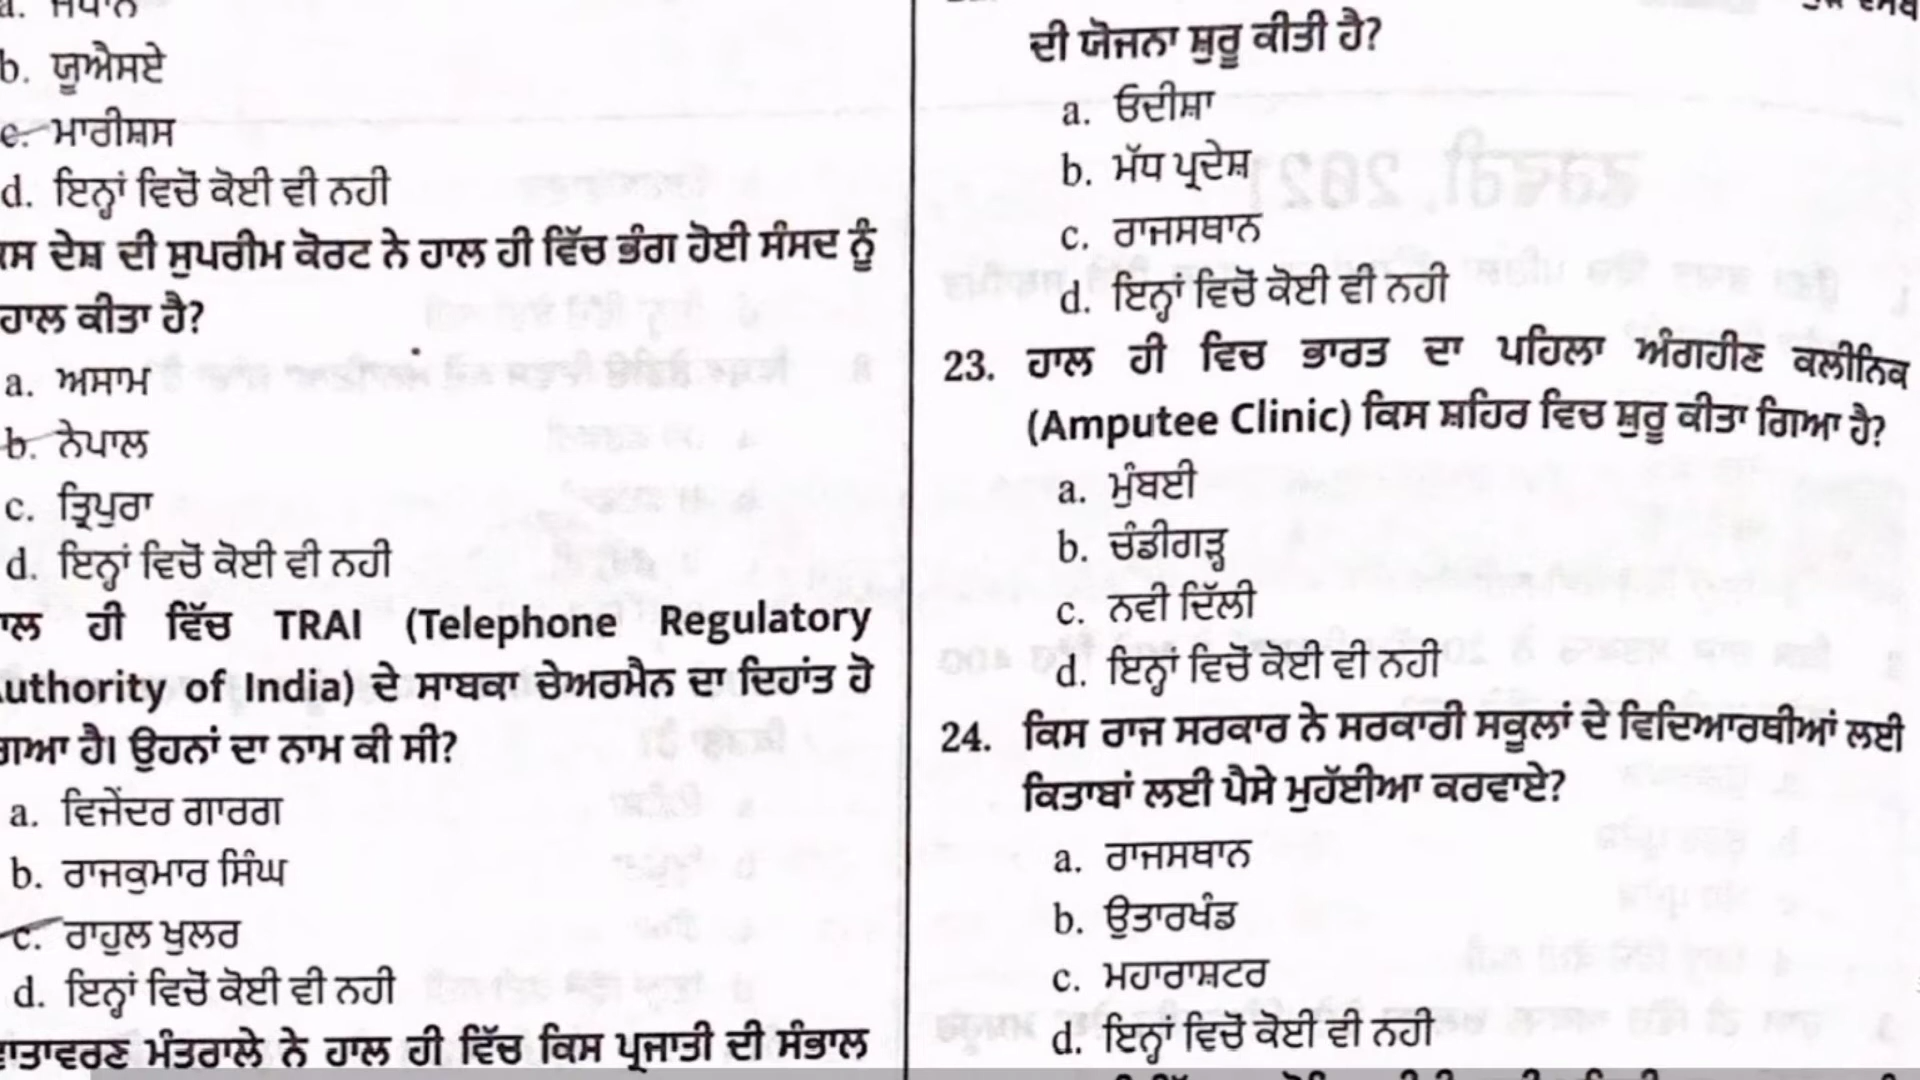 a. ਜਪਾਨ
b. ਯੂਐਸਏ
c. ਮਾਰੀਸ਼ਸ
d. ਇਨ੍ਹਾਂ ਵਿਚੋਂ ਕੋਈ ਵੀ ਨਹੀ
ਦੇਸ਼ ਦੀ ਸੁਪਰੀਮ ਕੋਰਟ ਨੇ ਹਾਲ ਹੀ ਵਿੱਚ ਭੰਗ ਹੋਈ ਸੰਸਦ ਨੂੰ
ਹਾਲ ਕੀਤਾ ਹੈ?
a. ਅਸਾਮ
b. ਨੇਪਾਲ
c. ਤ੍ਰਿਪੁਰਾ
d. ਇਨ੍ਹਾਂ ਵਿਚੋਂ ਕੋਈ ਵੀ ਨਹੀ
ਹੀ ਵਿੱਚ TRAI (Telephone Regulatory
uthority of India) ਦੇ ਸਾਬਕਾ ਚੇਅਰਮੈਨ ਦਾ ਦਿਹਾਂਤ ਹੋ
ਗਿਆ ਹੈ। ਉਹਨਾਂ ਦਾ ਨਾਮ ਕੀ ਸੀ?
a. ਵਿਜੇਂਦਰ ਗਾਰਗ
b. ਰਾਜਕੁਮਾਰ ਸਿੰਘ
c. ਰਾਹੁਲ ਖੁਲਰ
d. ਇਨ੍ਹਾਂ ਵਿਚੋਂ ਕੋਈ ਵੀ ਨਹੀ
ਵਾਤਾਵਰਣ ਮੰਤਰਾਲੇ ਨੇ ਹਾਲ ਹੀ ਵਿੱਚ ਕਿਸ ਪ੍ਰਜਾਤੀ ਦੀ ਸੰਭਾਲ
ਦੀ ਯੋਜਨਾ ਸ਼ੁਰੂ ਕੀਤੀ ਹੈ?
a. ਓਦੀਸ਼ਾ
b. ਮੱਧ ਪ੍ਰਦੇਸ਼
c. ਰਾਜਸਥਾਨ
d. ਇਨ੍ਹਾਂ ਵਿਚੋਂ ਕੋਈ ਵੀ ਨਹੀ
23. ਹਾਲ ਹੀ ਵਿਚ ਭਾਰਤ ਦਾ ਪਹਿਲਾ ਅੰਗਹੀਣ ਕਲੀਨਿਕ
(Amputee Clinic) ਕਿਸ ਸ਼ਹਿਰ ਵਿਚ ਸ਼ੁਰੂ ਕੀਤਾ ਗਿਆ ਹੈ?
a. ਮੁੰਬਈ
b. ਚੰਡੀਗੜ੍ਹ
c. ਨਵੀ ਦਿੱਲੀ
d. ਇਨ੍ਹਾਂ ਵਿਚੋਂ ਕੋਈ ਵੀ ਨਹੀ
24. ਕਿਸ ਰਾਜ ਸਰਕਾਰ ਨੇ ਸਰਕਾਰੀ ਸਕੂਲਾਂ ਦੇ ਵਿਦਿਆਰਥੀਆਂ ਲਈ
ਕਿਤਾਬਾਂ ਲਈ ਪੈਸੇ ਮੁਹੱਈਆ ਕਰਵਾਏ?
a. ਰਾਜਸਥਾਨ
b. ਉਤਾਰਖੰਡ
c. ਮਹਾਰਾਸ਼ਟਰ
d. ਇਨ੍ਹਾਂ ਵਿਚੋਂ ਕੋਈ ਵੀ ਨਹੀ